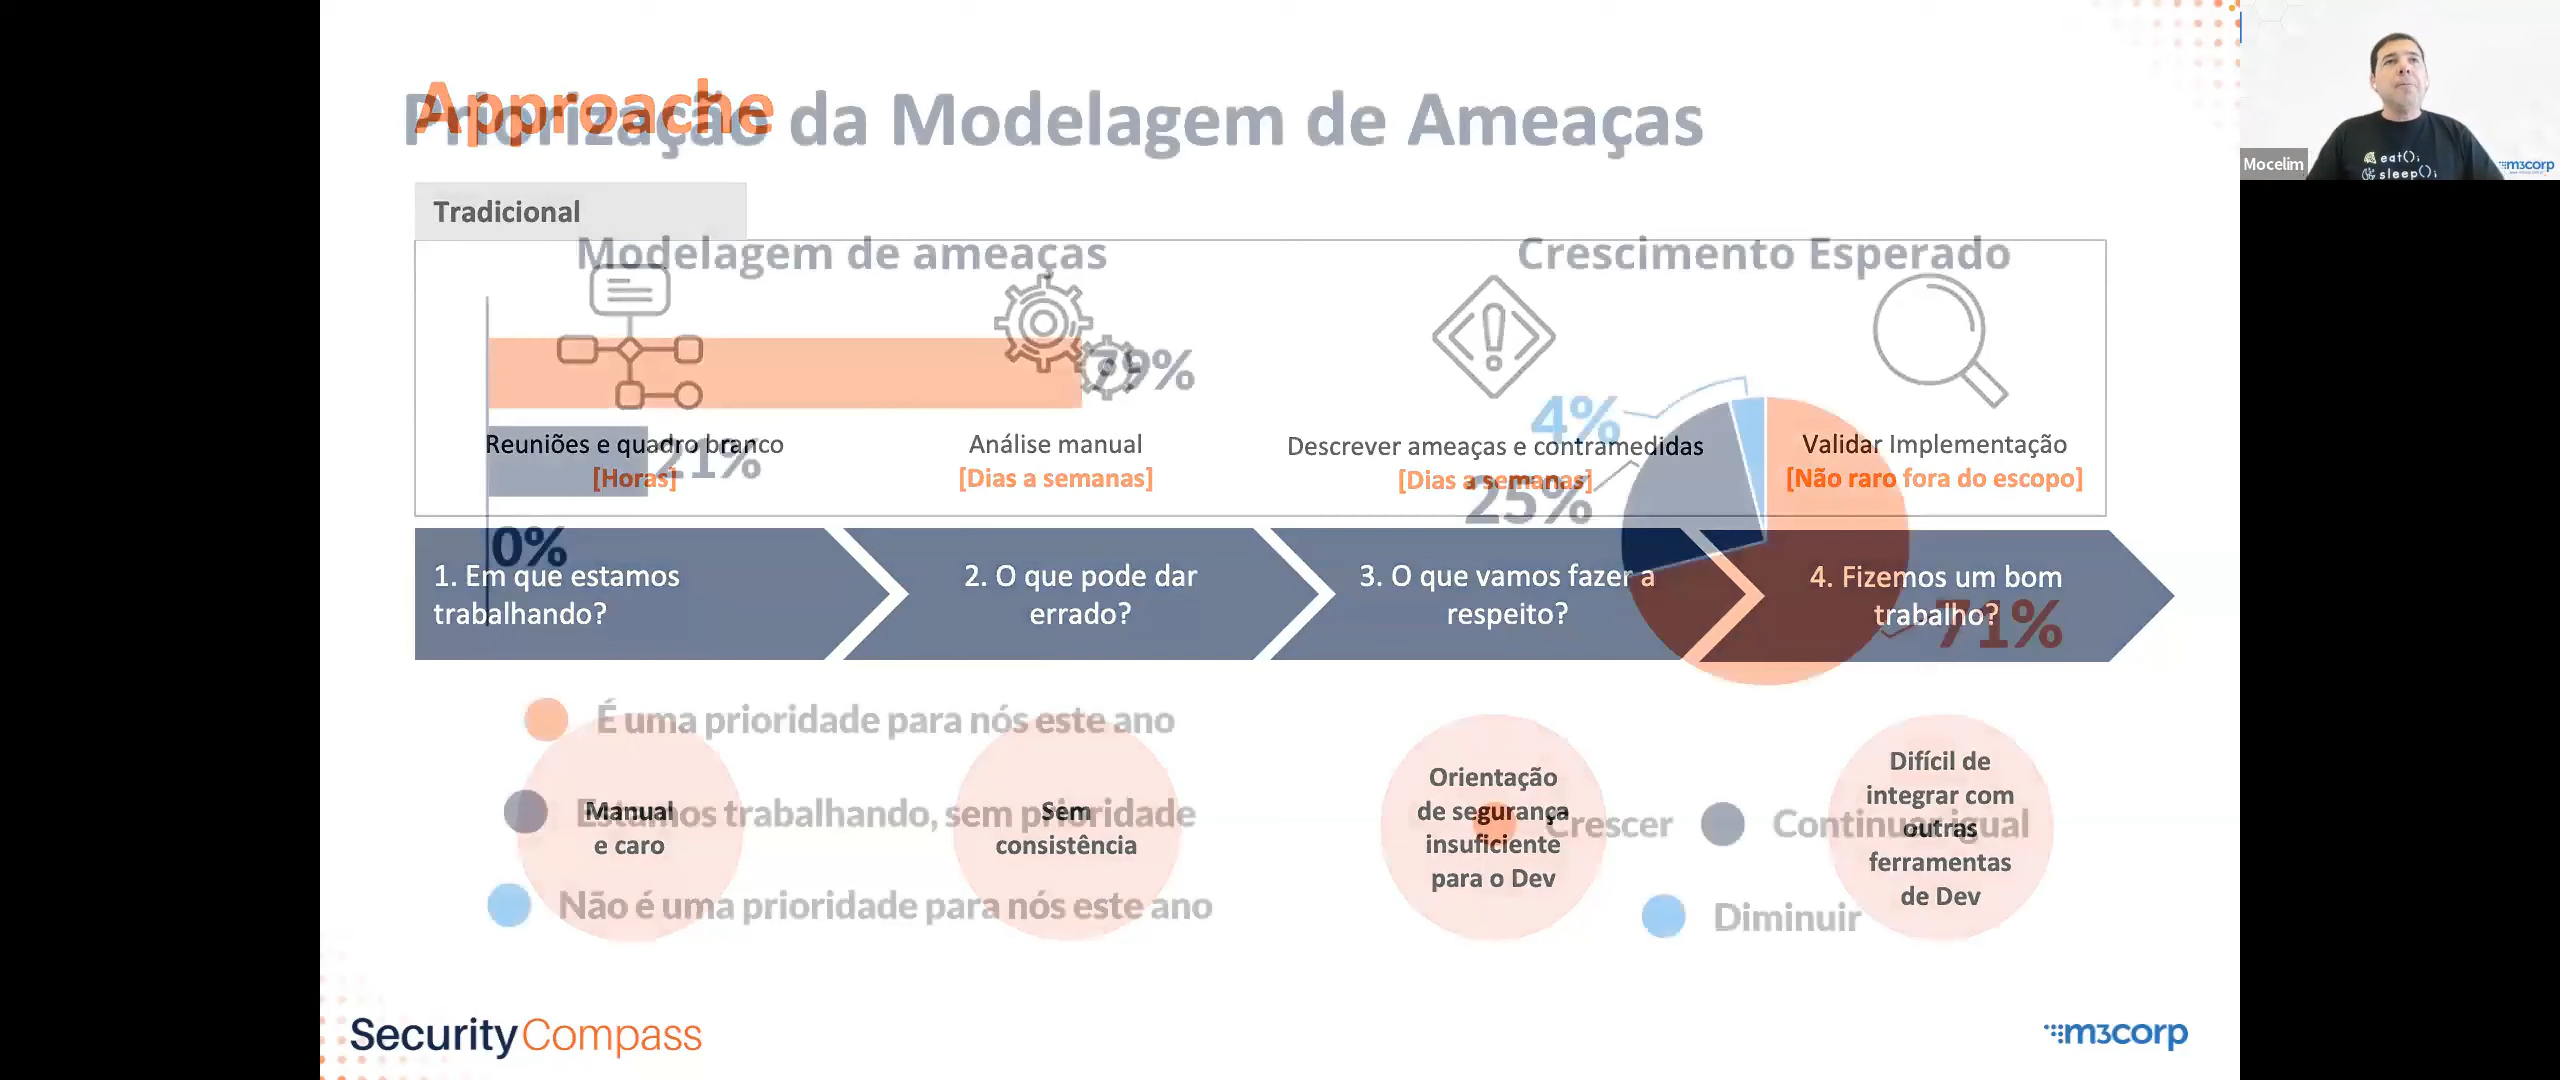 Approache
Priorização da Modelagem de Ameaças
Tradicional
Modelagem de ameaças
Crescimento Esperado
79%
21%
0%
4%
25%
71%
Reuniões e quadro branco
[Horas]
Análise manual
[Dias a semanas]
Descrever ameaças e contramedidas
[Dias a semanas]
Validar Implementação
[Não raro fora do escopo]
1. Em que estamos
trabalhando?
2. O que pode dar
errado?
3. O que vamos fazer a
respeito?
4. Fizemos um bom
trabalho?
É uma prioridade para nós este ano
Estamos trabalhando, sem prioridade
Não é uma prioridade para nós este ano
Crescer
Continuar igual
Diminuir
Manual
e caro
Sem
consistência
Orientação
de segurança
insuficiente
para o Dev
Difícil de
integrar com
outras
ferramentas
de Dev
Security Compass
m3corp
Mocelim
eat();
sleep();
m3corp